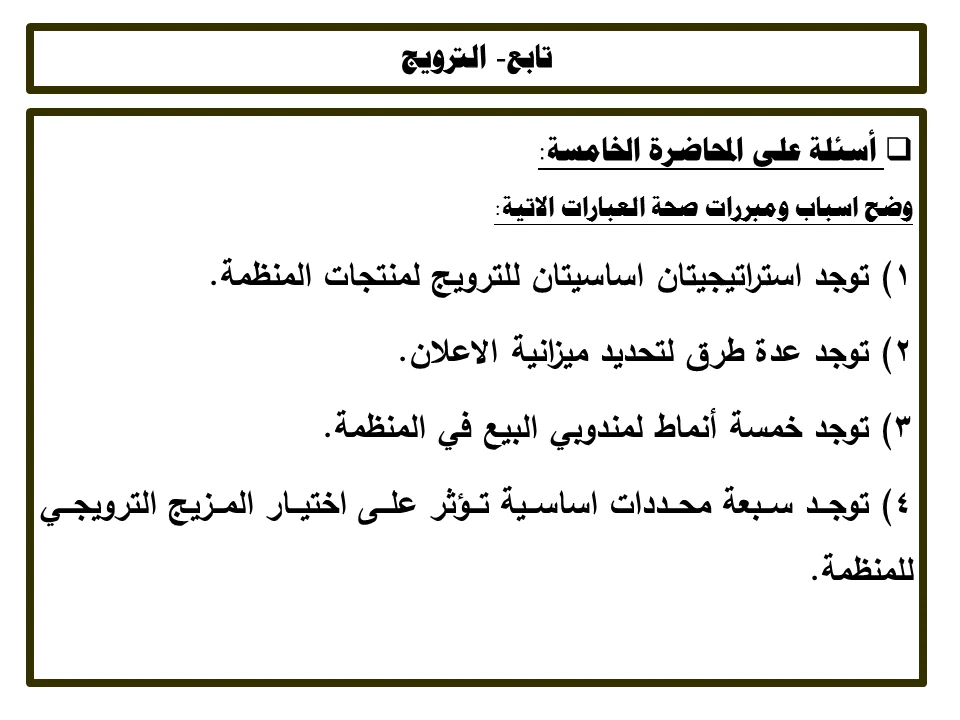 تابع- الترويج
❑ أسئلة على المحاضرة الخامسة:
وضح اسباب ومبررات صحة العبارات الاتية:
١) توجد استراتيجيتان اساسيتان للترويج لمنتجات المنظمة.
٢) توجد عدة طرق لتحديد ميزانية الاعلان.
٣) توجد خمسة أنماط لمندوبي البيع في المنظمة.
٤) توجد سبعة محددات اساسية تؤثر على اختيار المزيج الترويجي
للمنظمة.